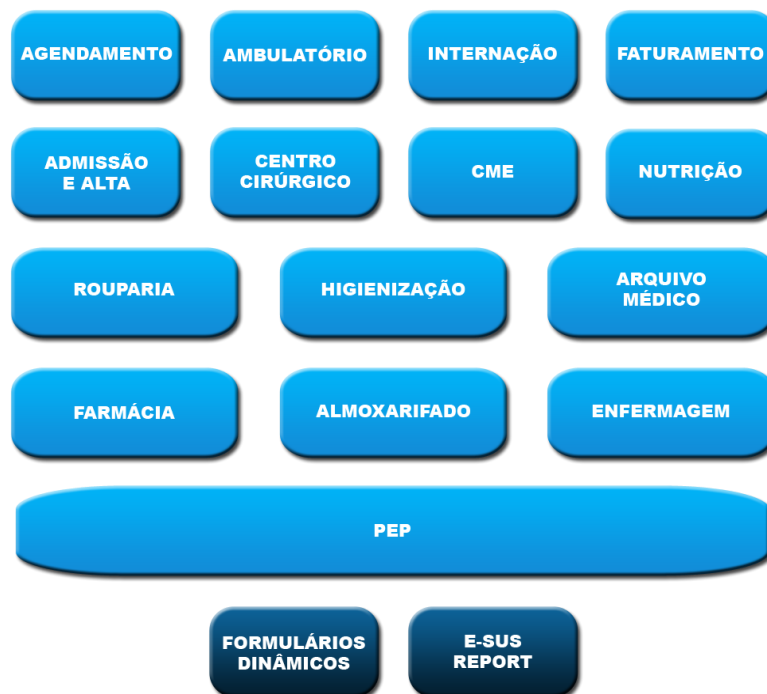 AGENDAMENTO
AMBULATÓRIO
INTERNAÇÃO
FATURAMENTO
ADMISSÃO
E ALTA
CENTRO
CIRÚRGICO
CME
NUTRIÇÃO
ROUPARIA
HIGIENIZAÇÃO
ARQUIVO
MÉDICO
FARMÁCIA
ALMOXARIFADO
ENFERMAGEM
PEP
FORMULÁRIOS
DINÂMICOS
E-SUS
REPORT